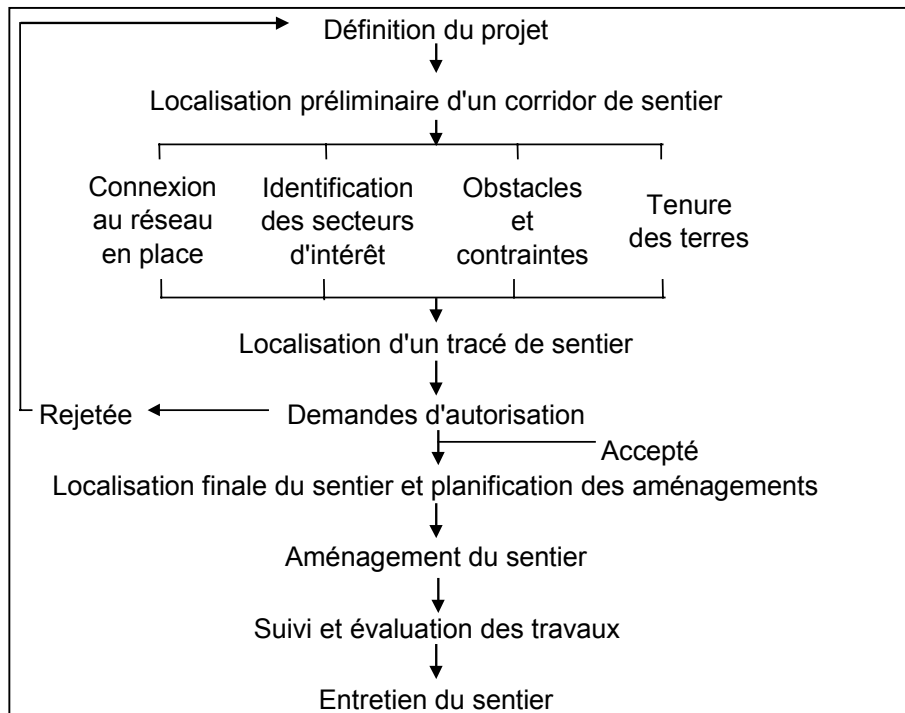 Définition du projet
Localisation préliminaire d'un corridor de sentier
Connexion
au réseau
en place
Identification
des secteurs
d'intérêt
Obstacles
et
contraintes
Tenure
des terres
Localisation d'un tracé de sentier
Rejetée
Demandes d'autorisation
Accepté
Localisation finale du sentier et planification des aménagements
Aménagement du sentier
Suivi et évaluation des travaux
Entretien du sentier